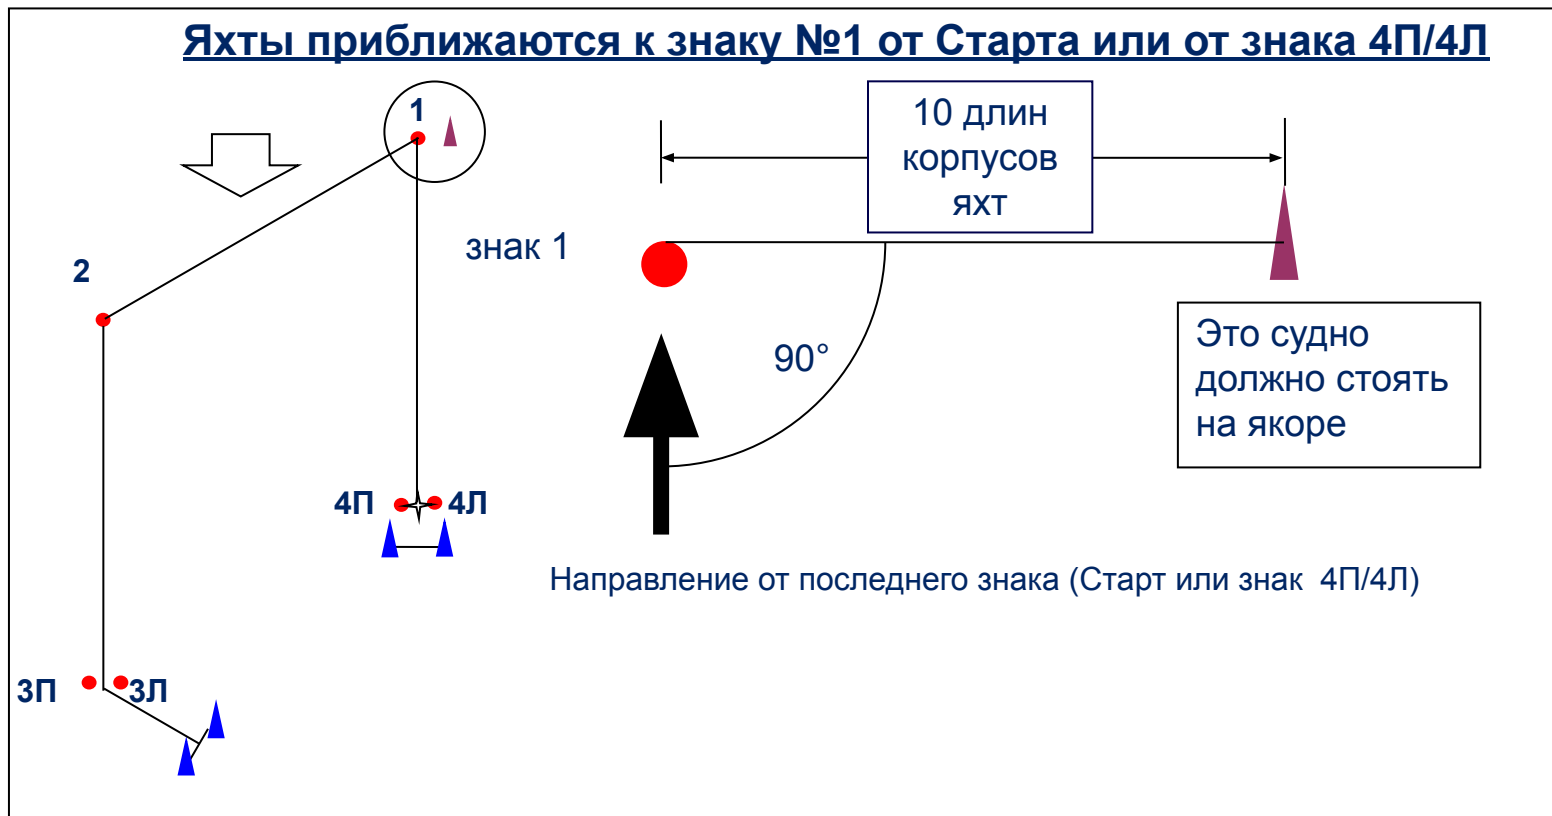 Яхты приближаются к знаку №1 от Старта или от знака 4П/4Л
1
10 длин
корпусов
яхт
знак 1
2
Это судно
должно стоять
на якоре
90°
4П
4Л
Направление от последнего знака (Старт или знак 4П/4Л)
3П
3Л